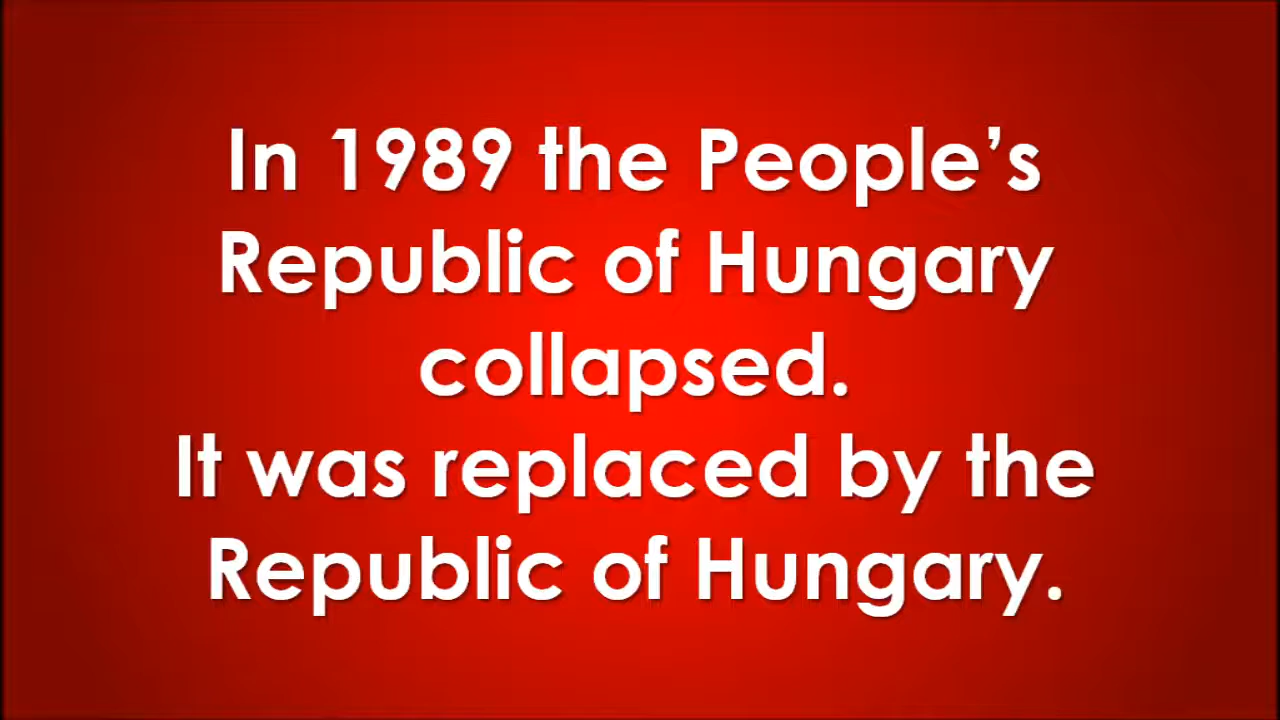 In 1989 the People’s
Republic of Hungary
collapsed.
It was replaced by the
Republic of Hungary.